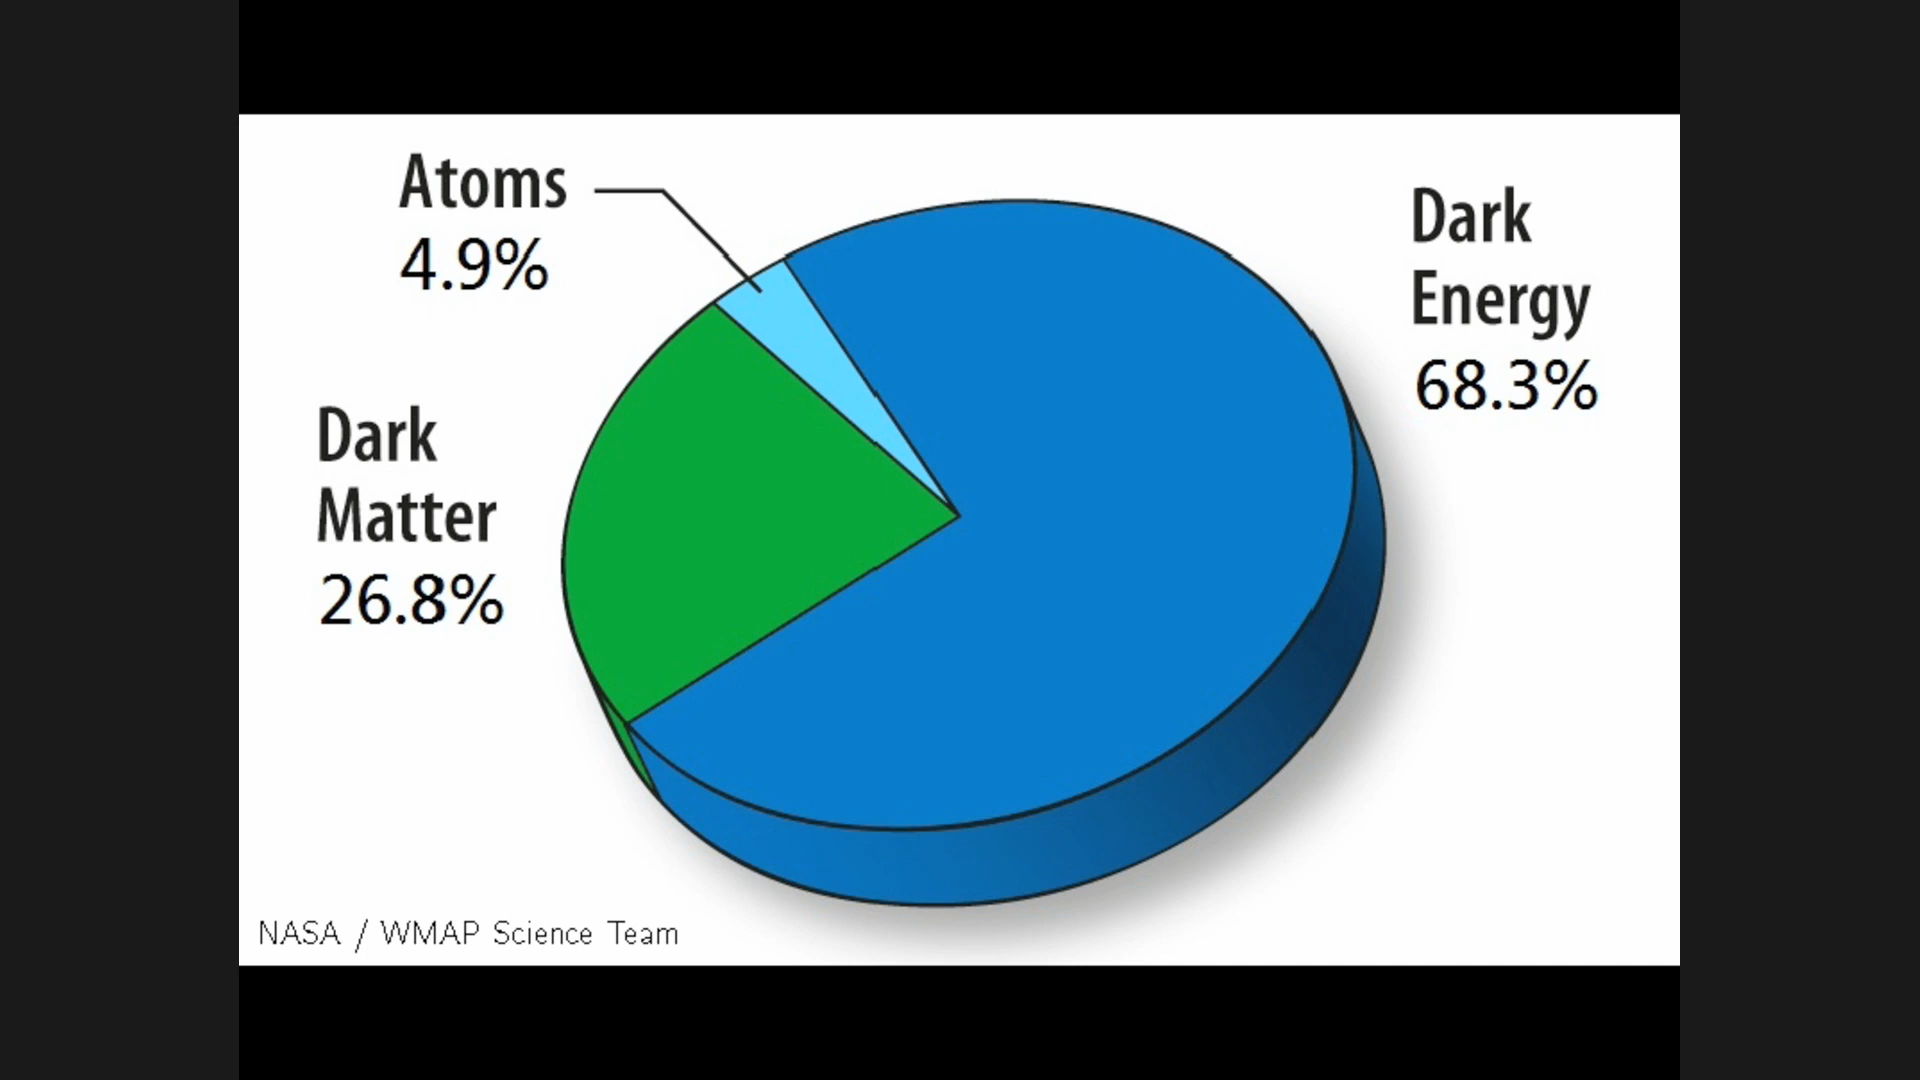 Atoms
4.9%
Dark
Energy
68.3%
Dark
Matter
26.8%
NASA / WMAP Science Team